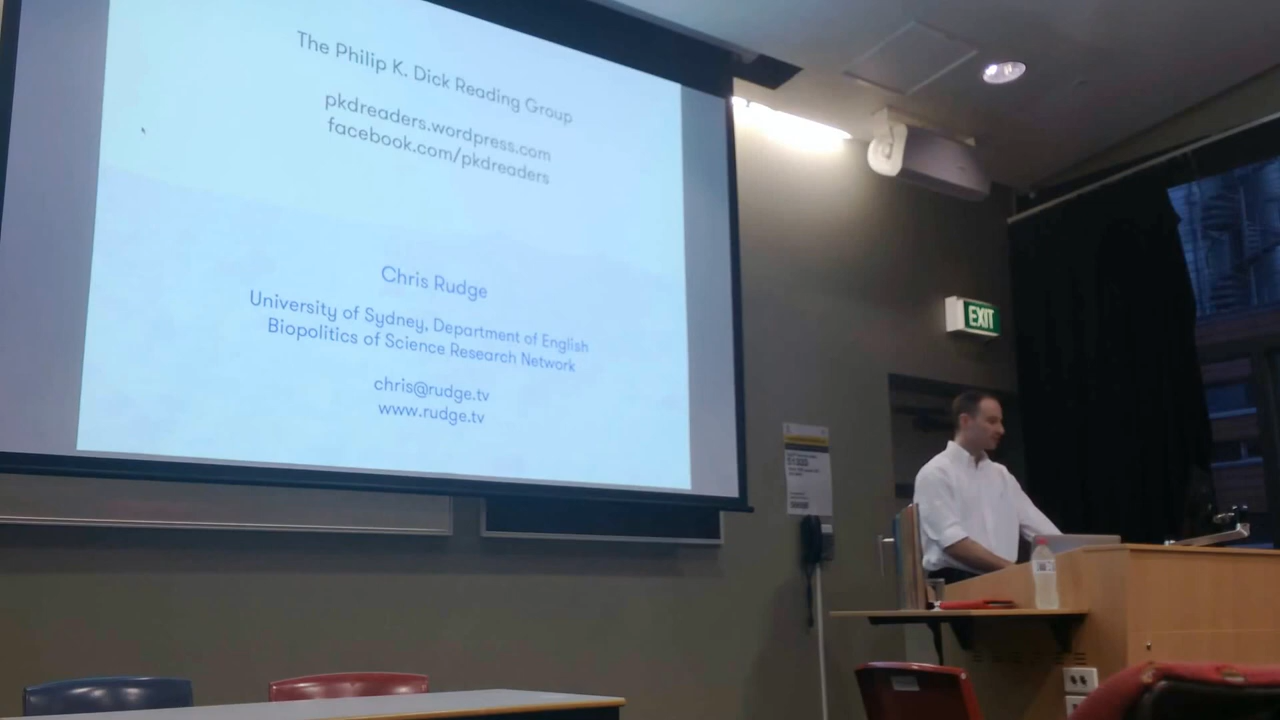 The Philip K. Dick Reading Group
pkdreaders.wordpress.com
facebook.com/pkdreaders
Chris Rudge
University of Sydney, Department of English
Biopolitics of Science Research Network
chris@rudge.tv
www.rudge.tv
EXIT